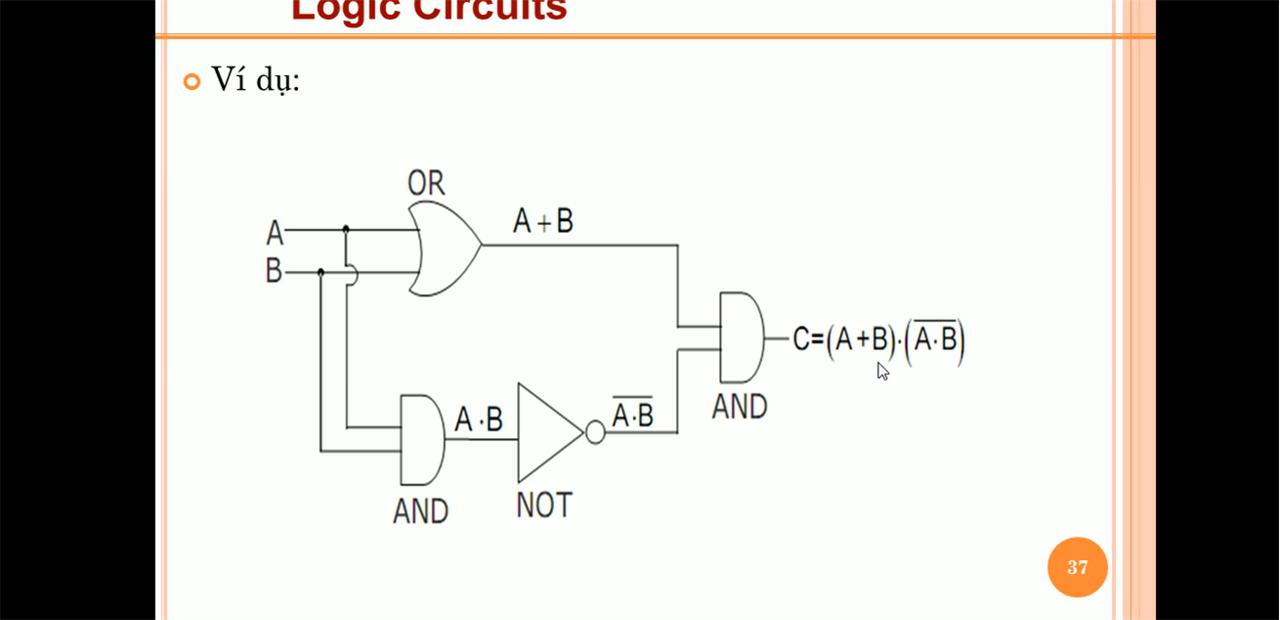 Logic Circuits
Ví dụ:
OR
A
A+B
B
C=(A+B)·(A̅·̅B̅)
A·B
A̅·̅B̅
AND
AND
NOT
37